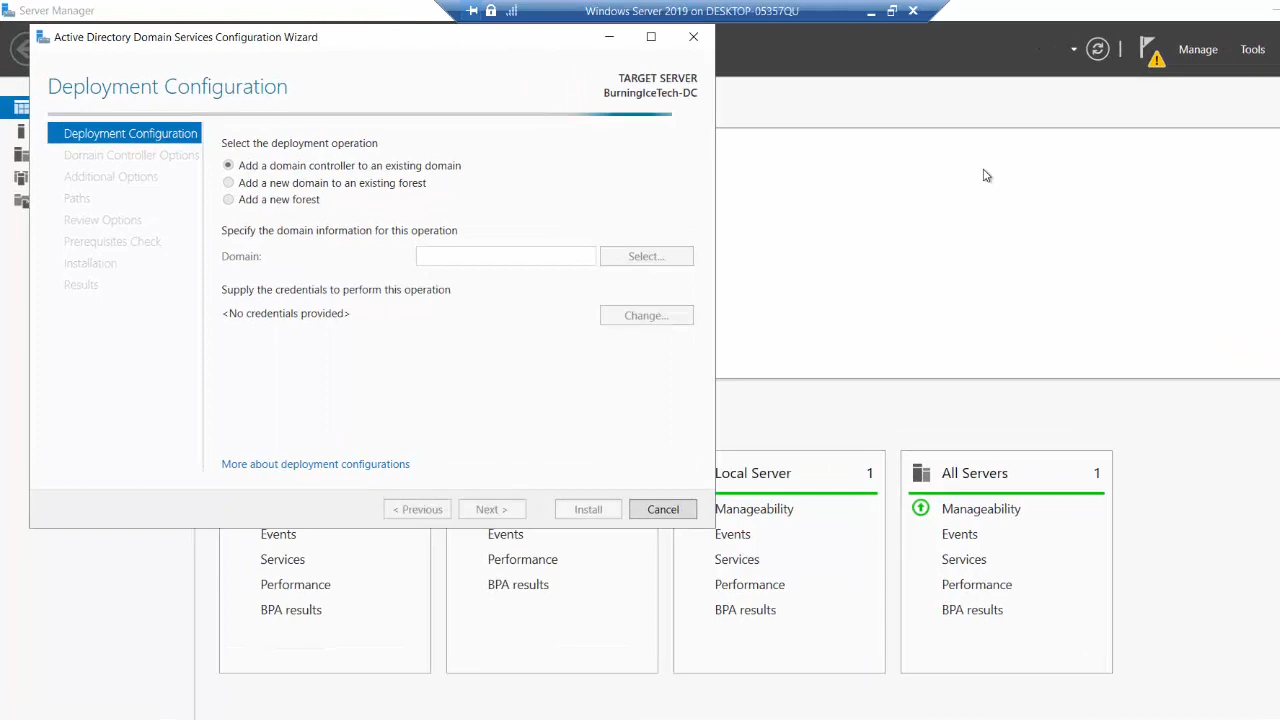 Server Manager
Windows Server 2019 on DESKTOP-05357QU
Active Directory Domain Services Configuration Wizard
Manage
Tools
Deployment Configuration
TARGET SERVER
BurningIceTech-DC
Deployment Configuration
Domain Controller Options
Additional Options
Paths
Review Options
Prerequisites Check
Installation
Results
Select the deployment operation
Add a domain controller to an existing domain
Add a new domain to an existing forest
Add a new forest
Specify the domain information for this operation
Domain:
Select...
Supply the credentials to perform this operation
<No credentials provided>
Change...
More about deployment configurations
< Previous
Next >
Install
Cancel
Events
Services
Performance
BPA results
Events
Performance
BPA results
Local Server 1
Manageability
Events
Services
Performance
BPA results
All Servers 1
Manageability
Events
Services
Performance
BPA results